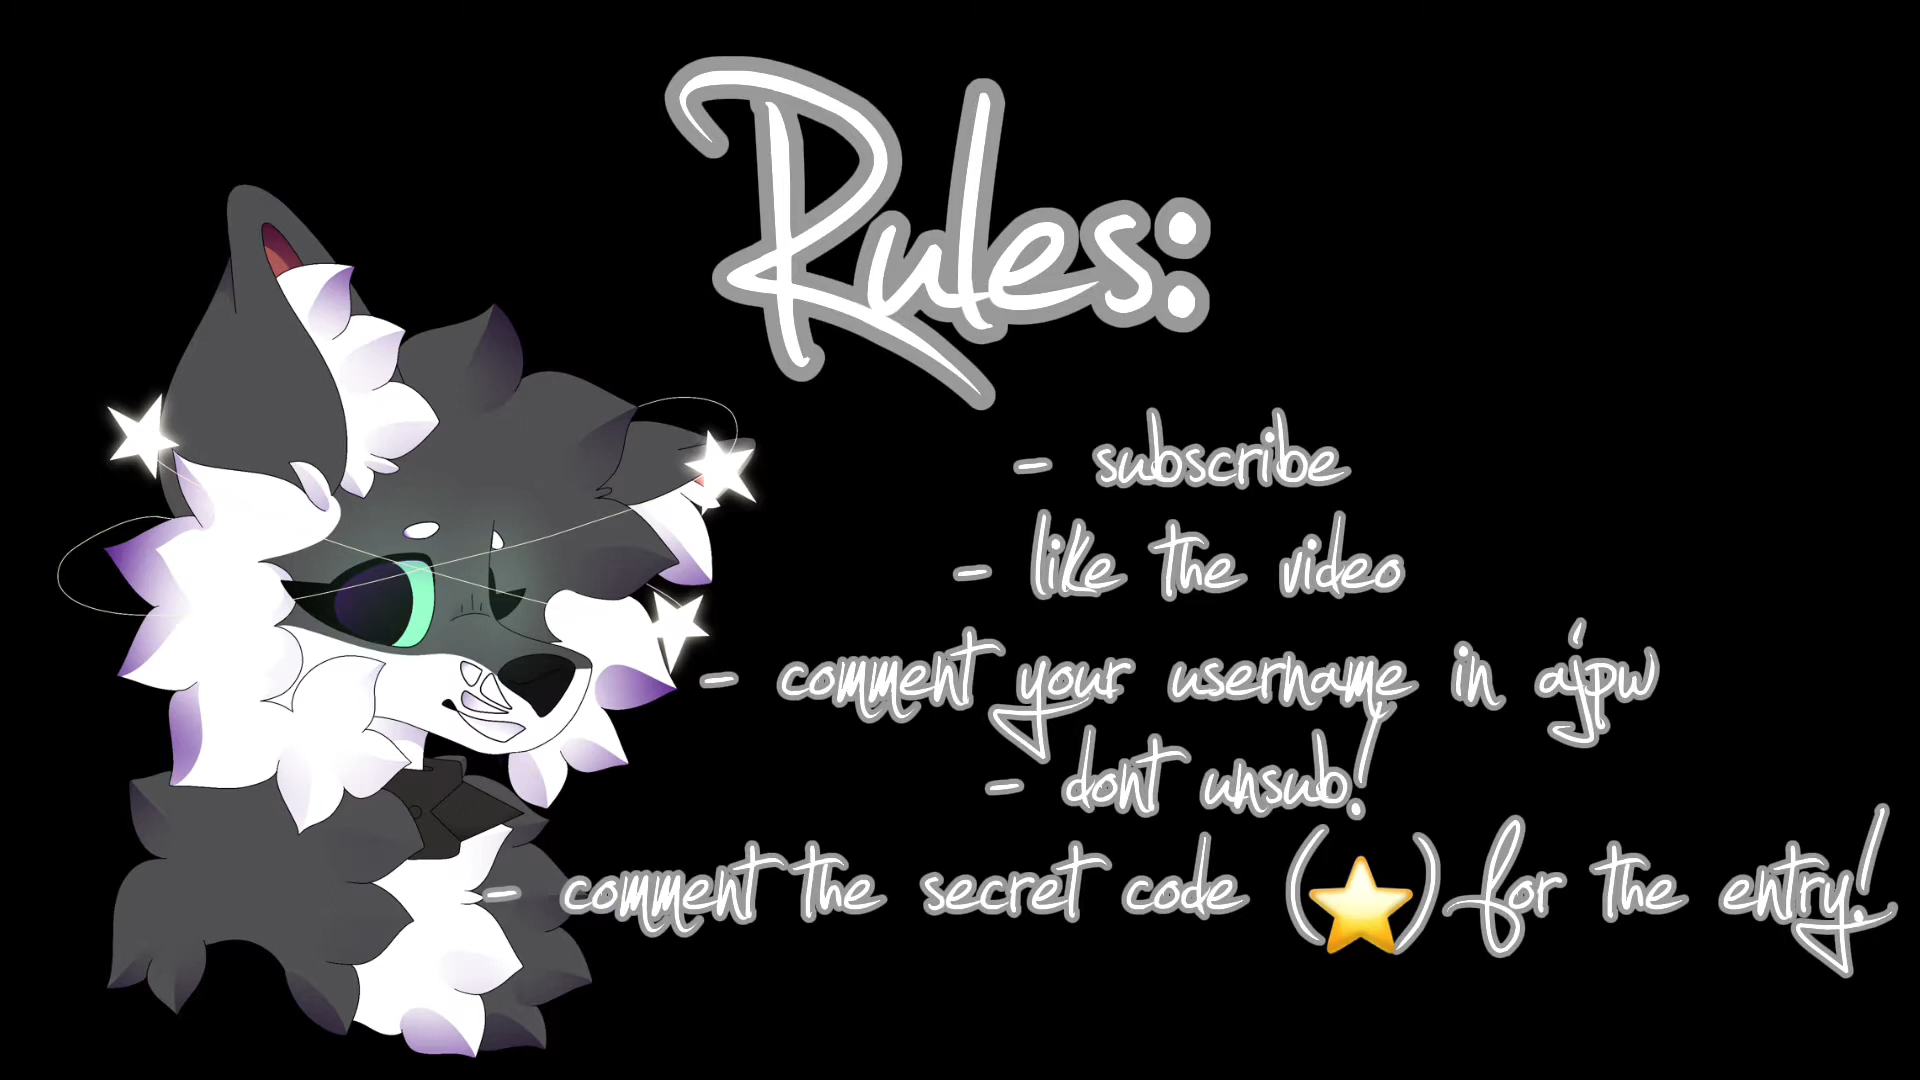 Rules:
- subscribe
- like the video
- comment your username in ajpw
- dont unsub!
- comment the secret code (⭐) for the entry!